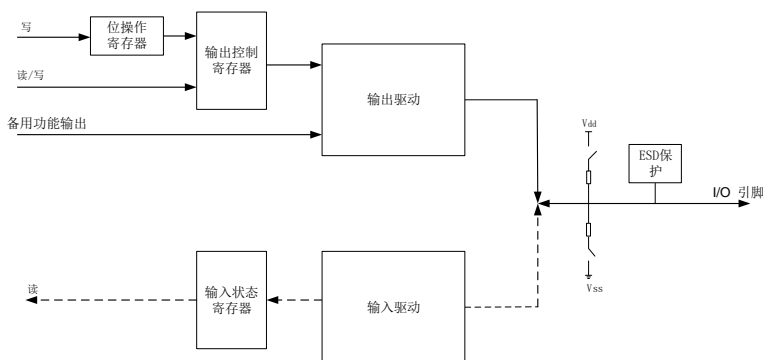 写
位操作
寄存器
输出控制
寄存器
读/写
备用功能输出
输出驱动
Vdd
ESD保
护
I/O 引脚
Vss
读
输入状态
寄存器
输入驱动